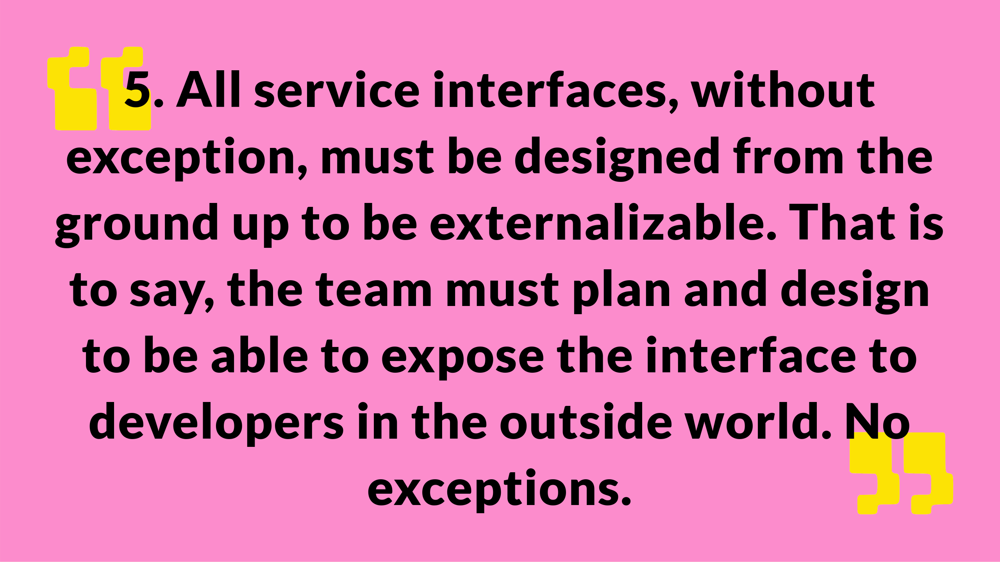 5. All service interfaces, without
exception, must be designed from the
ground up to be externalizable. That is
to say, the team must plan and design
to be able to expose the interface to
developers in the outside world. No
exceptions.